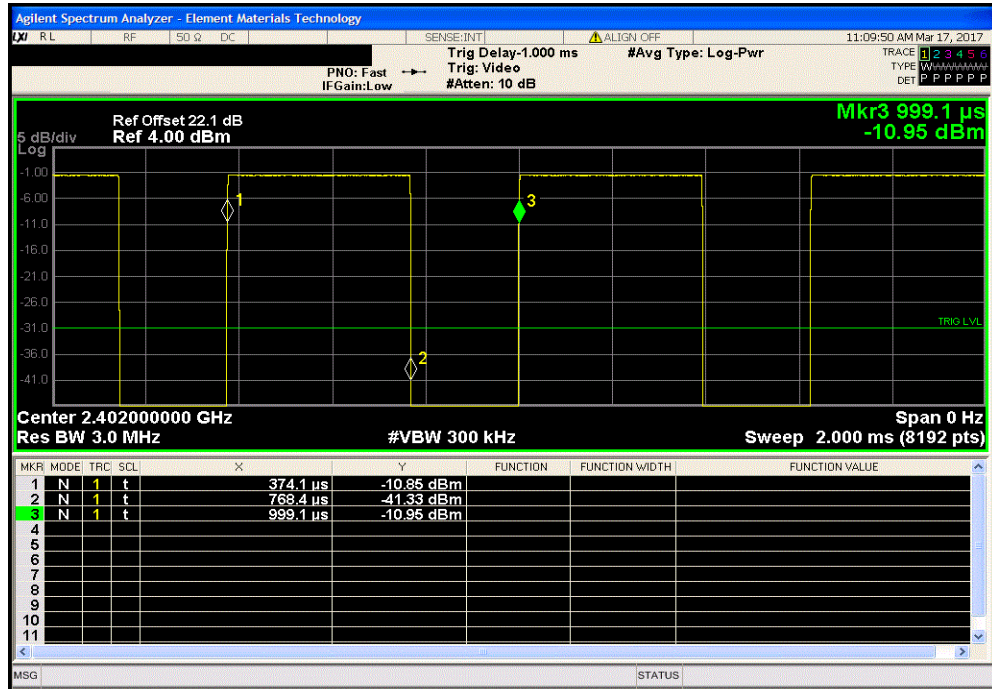 Agilent Spectrum Analyzer - Element Materials Technology
LXI RL RF 50 Ω DC SENSE:INT ALIGN OFF 11:09:50 AM Mar 17, 2017
PNO: Fast
IFGain:Low
Trig Delay-1.000 ms
Trig: Video
#Atten: 10 dB
#Avg Type: Log-Pwr
TRACE 1 2 3 4 5 6
TYPE W
DET P P P P P P
Mkr3 999.1 µs
-10.95 dBm
5 dB/div
Log
Ref Offset 22.1 dB
Ref 4.00 dBm
-1.00
-6.00
-11.0
-16.0
-21.0
-26.0
-31.0
-36.0
-41.0
1
2
3
TRIG LVL
Center 2.402000000 GHz Span 0 Hz
Res BW 3.0 MHz #VBW 300 kHz Sweep 2.000 ms (8192 pts)
MKR MODE TRC SCL X Y FUNCTION FUNCTION WIDTH FUNCTION VALUE
1 N 1 t 374.1 µs -10.85 dBm
2 N 1 t 768.4 µs -41.33 dBm
3 N 1 t 999.1 µs -10.95 dBm
4
5
6
7
8
9
10
11
MSG STATUS